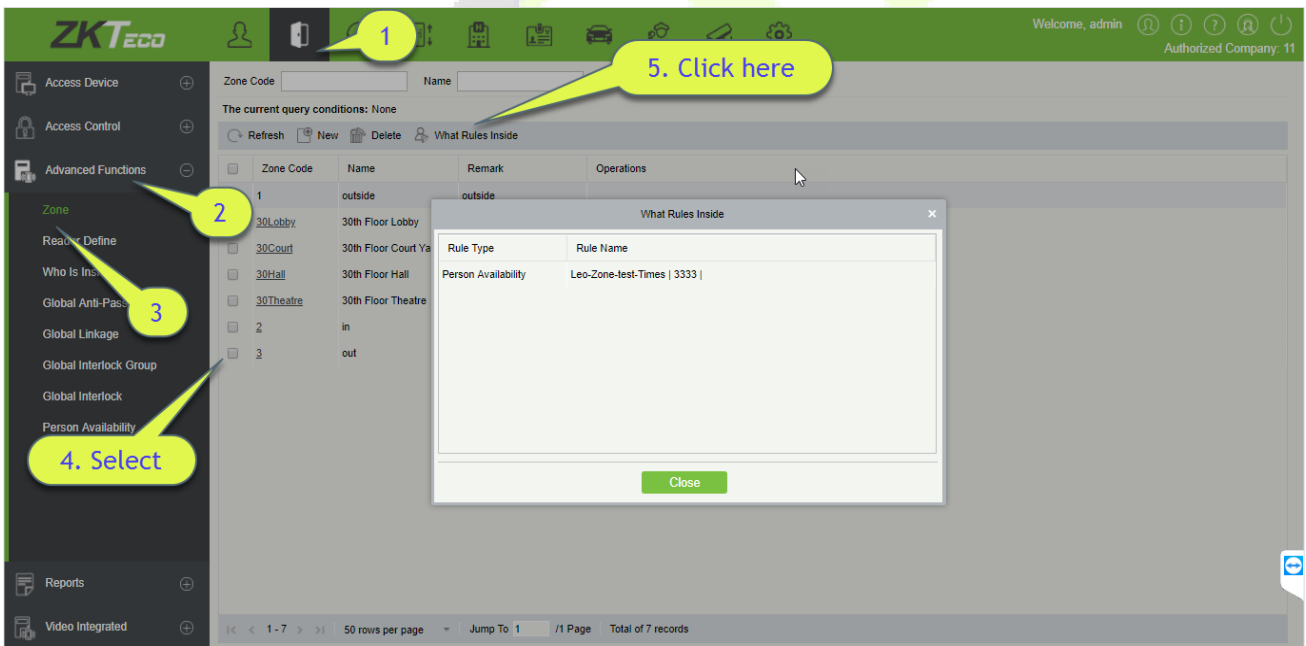 ZKTeco
1
Welcome, admin
Authorized Company: 11
Access Device
Access Control
Advanced Functions
2
Zone
Reader Define
Who Is
3
Global
Global Linkage
Global Interlock Group
Global Interlock
Person Availability
4. Select
Reports
Video Integrated
Zone Code
Name
5. Click here
The current query conditions: None
Refresh
New
Delete
What Rules Inside
Zone Code Name Remark Operations
1 outside outside
30Lobby 30th Floor Lobby
30Court 30th Floor Court Ya
30Hall 30th Floor Hall
30Theatre 30th Floor Theatre
2 in
3 out
What Rules Inside
×
Rule Type Rule Name
Person Availability Leo-Zone-test-Times | 3333 |
Close
|< < 1 - 7 > >| 50 rows per page Jump To 1 /1 Page Total of 7 records